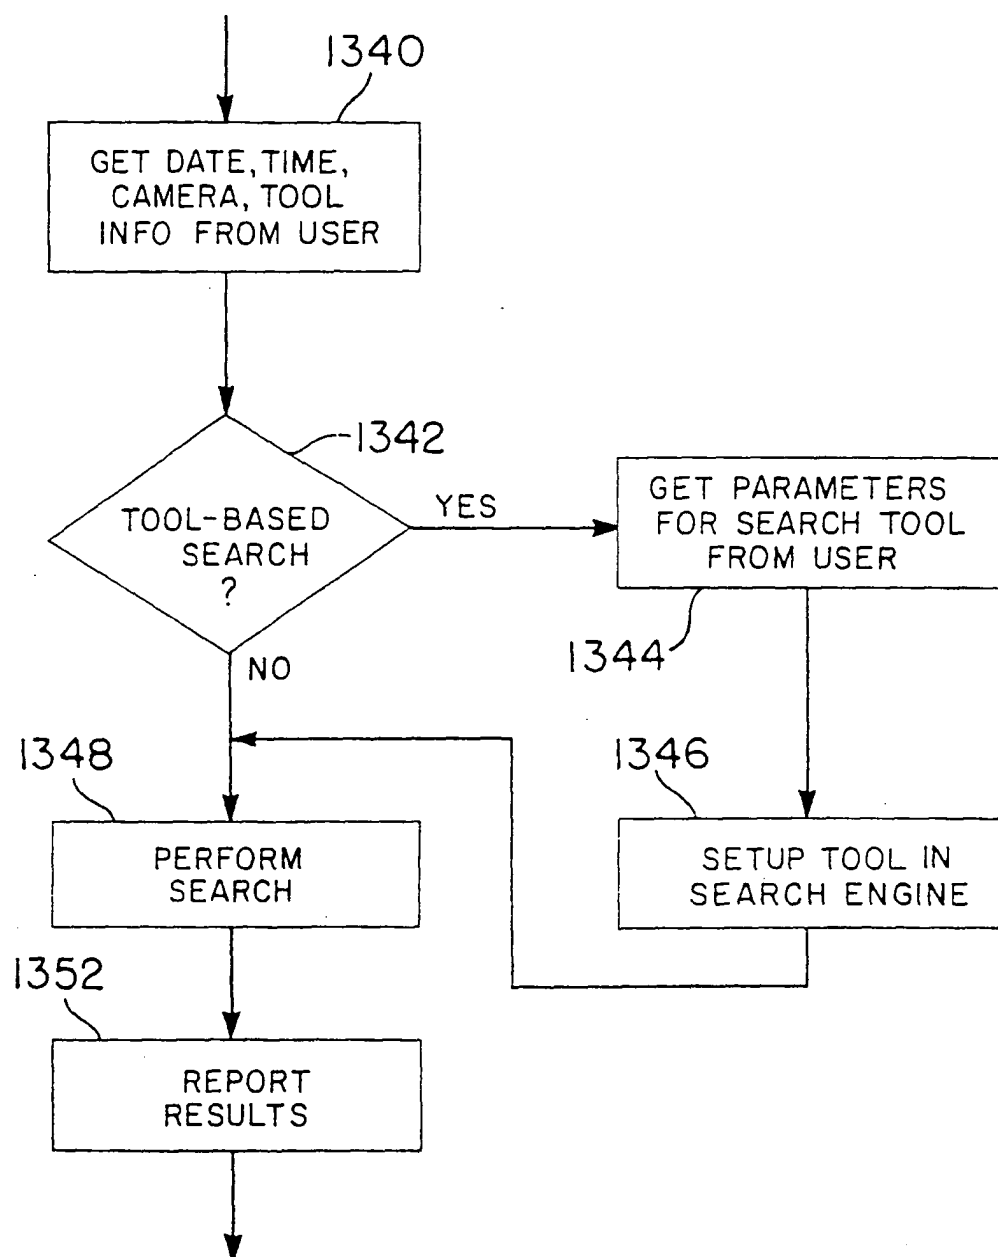 1340
GET DATE, TIME,
CAMERA, TOOL
INFO FROM USER
1342
TOOL-BASED
SEARCH
?
YES
NO
GET PARAMETERS
FOR SEARCH TOOL
FROM USER
1344
1346
SETUP TOOL IN
SEARCH ENGINE
1348
PERFORM
SEARCH
1352
REPORT
RESULTS